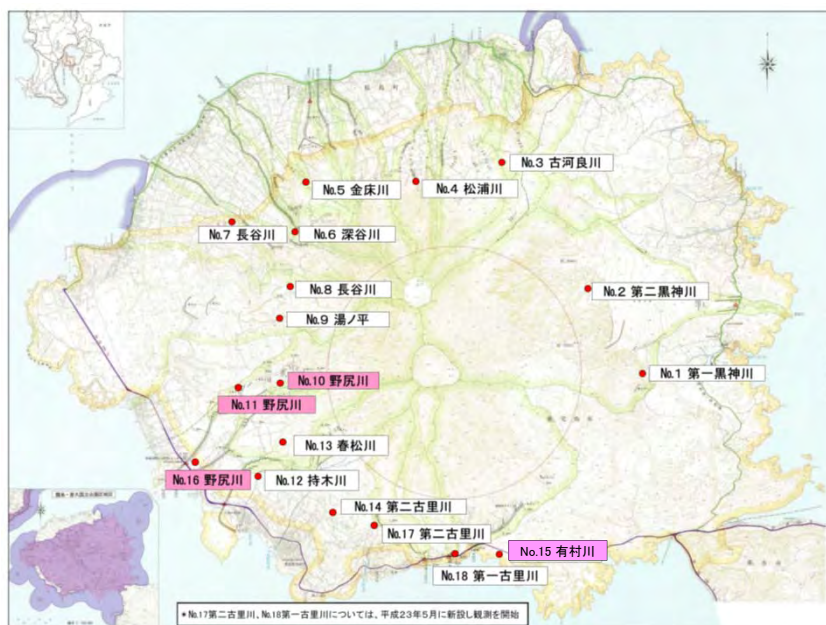 No.3 古河良川
No.5 金床川
No.4 松浦川
No.7 長谷川
No.6 深谷川
No.8 長谷川
No.2 第二黒神川
No.9 湯ノ平
No.1 第一黒神川
No.10 野尻川
No.11 野尻川
No.13 春松川
No.16 野尻川
No.12 持木川
No.14 第二古里川
No.17 第二古里川
No.15 有村川
No.18 第一古里川
*No.17第二古里川、No.18第一古里川については、平成23年5月に新設し観測を開始